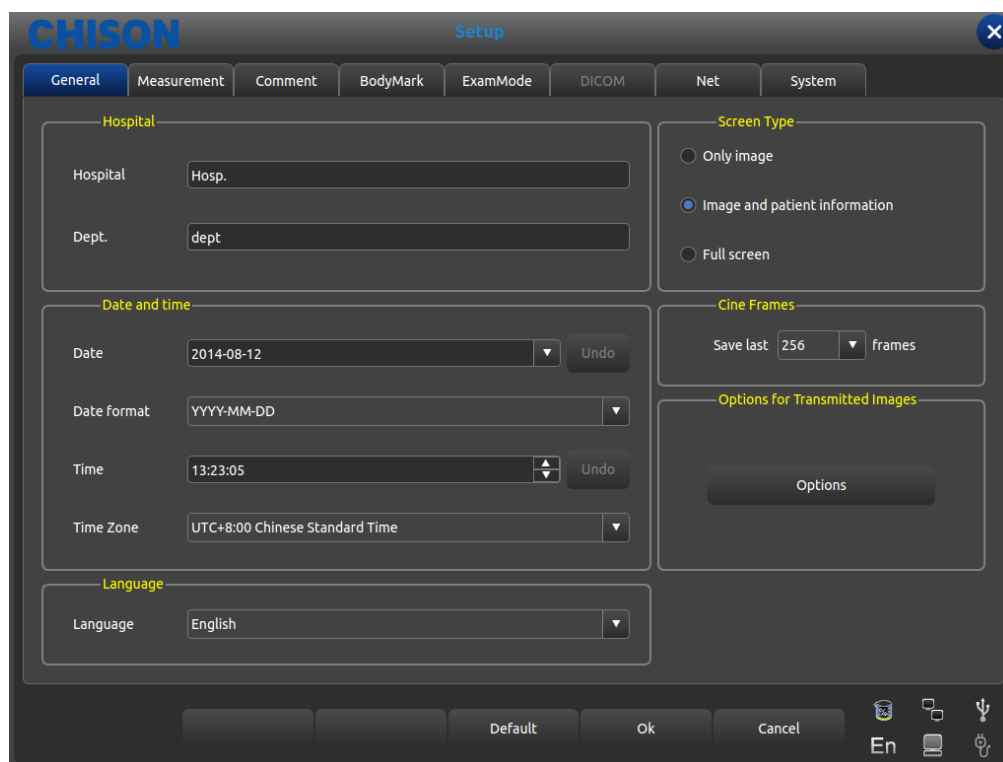 CHISON
Setup
General Measurement Comment BodyMark ExamMode DICOM Net System
Hospital
Hospital Hosp.
Dept. dept
Date and time
Date 2014-08-12 Undo
Date format YYYY-MM-DD
Time 13:23:05 Undo
Time Zone UTC+8:00 Chinese Standard Time
Language
Language English
Screen Type
Only image
Image and patient information
Full screen
Cine Frames
Save last 256 frames
Options for Transmitted Images
Options
Default Ok Cancel
En